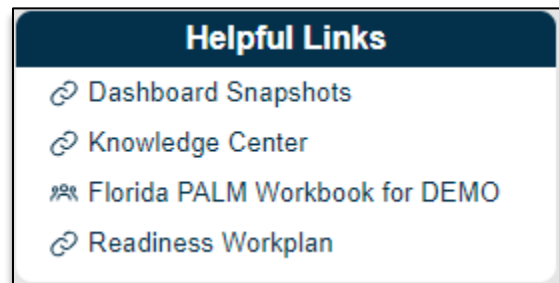 Helpful Links
Dashboard Snapshots
Knowledge Center
Florida PALM Workbook for DEMO
Readiness Workplan